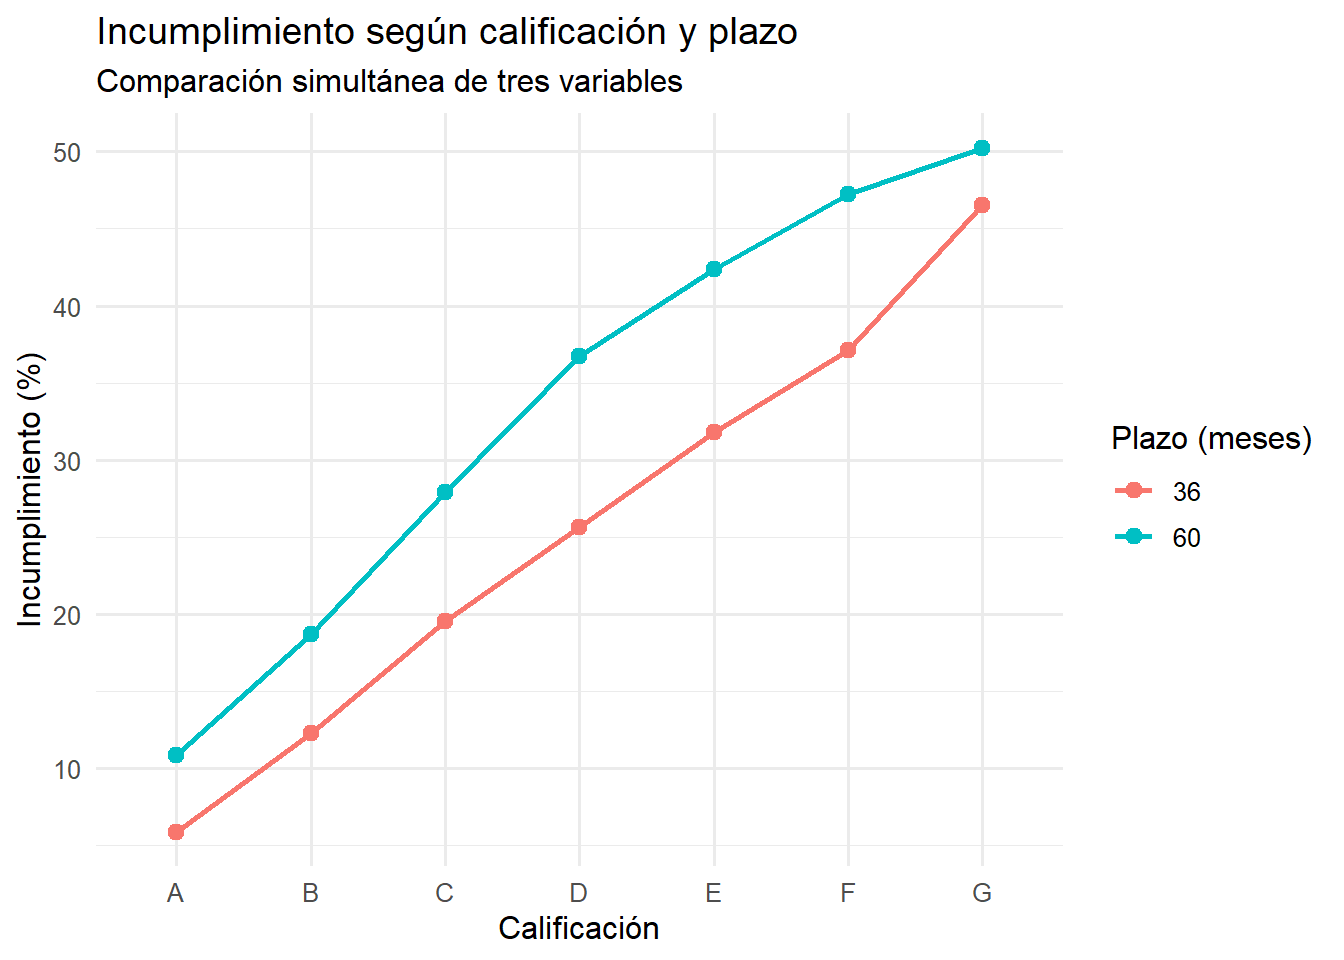 Incumplimiento según calificación y plazo
Comparación simultánea de tres variables
Incumplimiento (%)
50
40
30
20
10
A B C D E F G
Calificación
Plazo (meses)
36
60